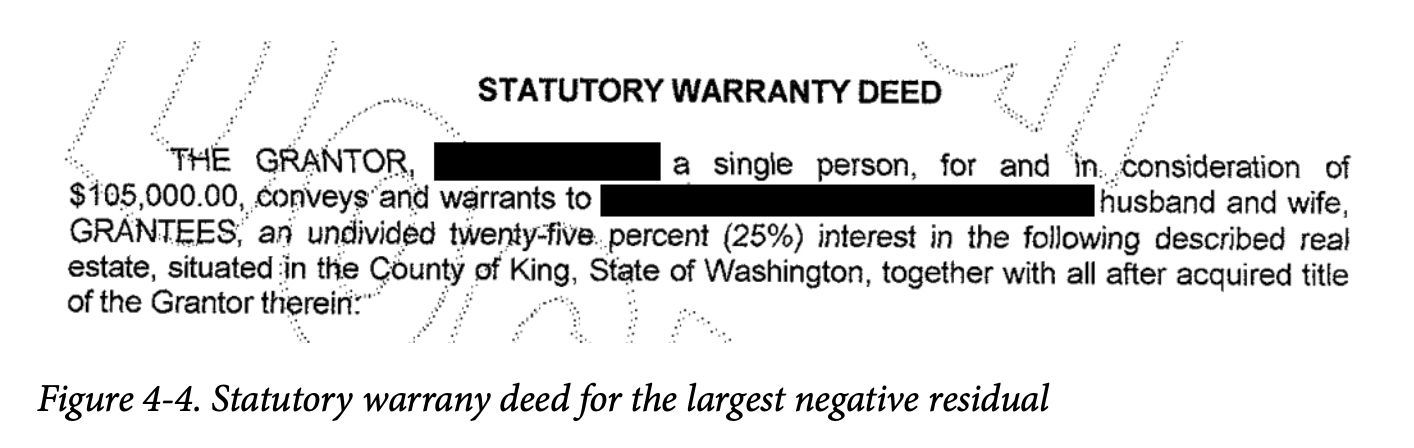 STATUTORY WARRANTY DEED
THE GRANTOR, a single person, for and in consideration of
$105,000.00, conveys and warrants to husband and wife,
GRANTEES, an undivided twenty-five percent (25%) interest in the following described real
estate, situated in the County of King, State of Washington, together with all after acquired title
of the Grantor therein:
Figure 4-4. Statutory warrany deed for the largest negative residual